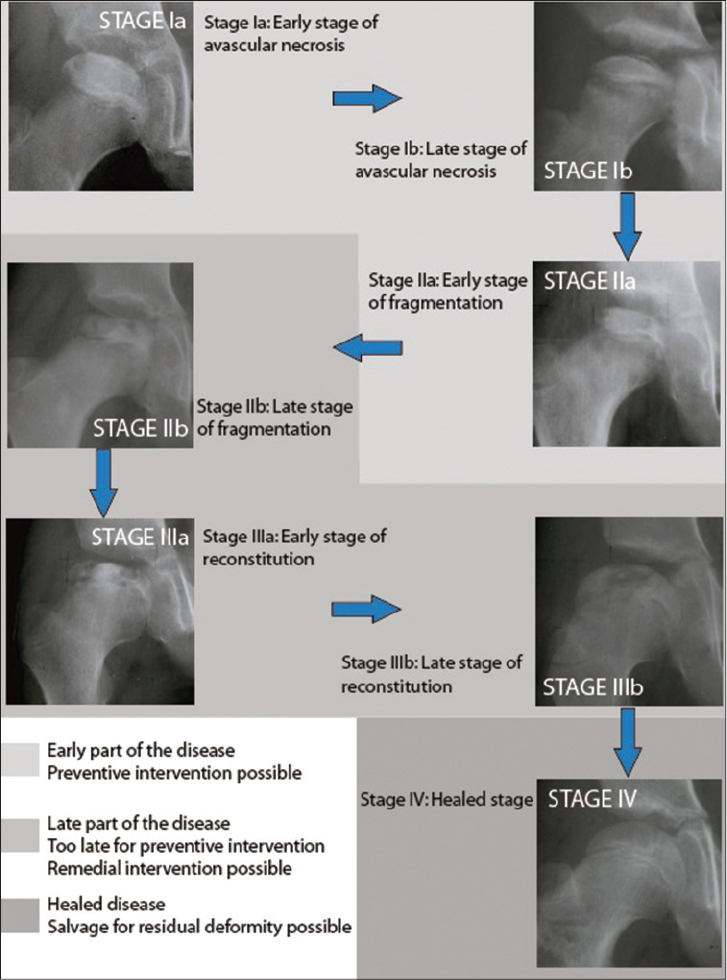 STAGE Ia
Stage Ia: Early stage of
avascular necrosis
Stage Ib: Late stage of
avascular necrosis
STAGE Ib
Stage IIa: Early stage
of fragmentation
STAGE IIa
Stage IIb: Late stage
of fragmentation
STAGE IIb
STAGE IIIa
Stage IIIa: Early stage of
reconstitution
Stage IIIb: Late stage of
reconstitution
STAGE IIIb
Early part of the disease
Preventive intervention possible
Late part of the disease
Too late for preventive intervention
Remedial intervention possible
Healed disease
Salvage for residual deformity possible
Stage IV: Healed stage
STAGE IV